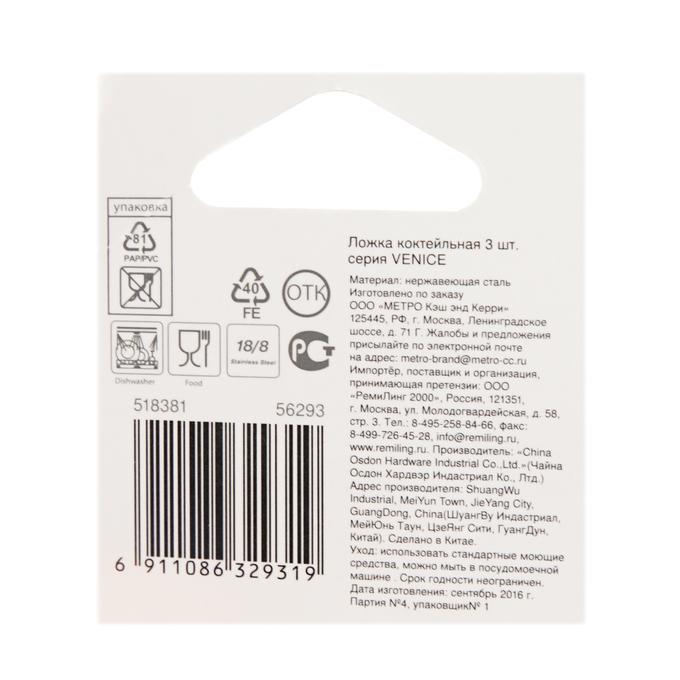 упаковка
81
PAP/PVC
40
FE
ОТК
Dishwasher
Food
18/8
Stainless Steel
РСТ
518381 56293
6 911086 329319
Ложка коктейльная 3 шт.
серия VENICE
Материал: нержавеющая сталь
Изготовлено по заказу
ООО «МЕТРО Кэш энд Керри»
125445, РФ, г. Москва, Ленинградское
шоссе, д. 71 Г. Жалобы и предложения
присылайте по электронной почте
на адрес: metro-brand@metro-cc.ru
Импортёр, поставщик и организация,
принимающая претензии: ООО
«РемиЛинг 2000», Россия, 121351,
г. Москва, ул. Молодогвардейская, д. 58,
стр. 3. Тел.: 8-495-258-84-66, факс:
8-499-726-45-28, info@remiling.ru,
www.remiling.ru. Производитель: «China
Osdon Hardware Industrial Co.,Ltd.»(Чайна
Осдон Хардвэр Индастриал Ко., Лтд.)
Адрес производителя: ShuangWu
Industrial, MeiYun Town, JieYang City,
GuangDong, China(ШуангВу Индастриал,
МейЮнь Таун, ЦзеЯнг Сити, ГуангДун,
Китай). Сделано в Китае.
Уход: использовать стандартные моющие
средства, можно мыть в посудомоечной
машине . Срок годности неограничен.
Дата изготовления: сентябрь 2016 г.
Партия №4, упаковщик№ 1